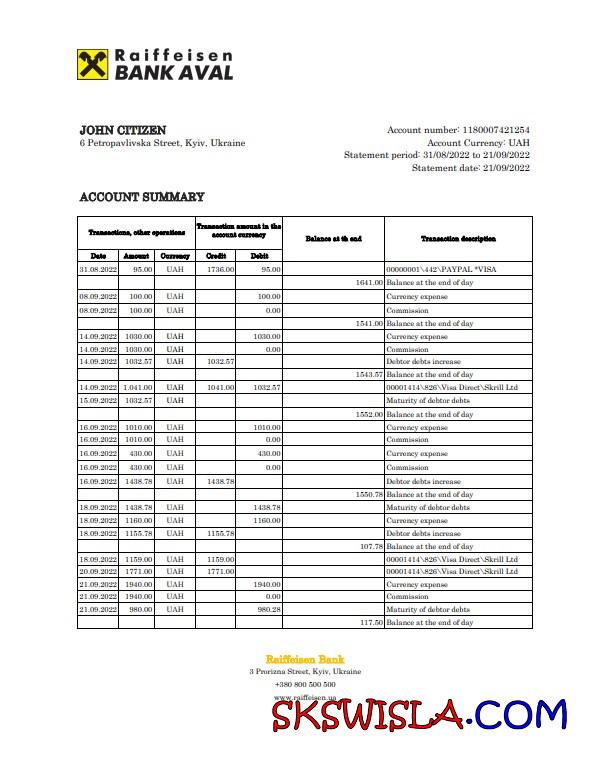 Raiffeisen
BANK AVAL
JOHN CITIZEN
6 Petropavlivska Street, Kyiv, Ukraine
Account number: 1180007421254
Account Currency: UAH
Statement period: 31/08/2022 to 21/09/2022
Statement date: 21/09/2022
ACCOUNT SUMMARY
Transactions, other operations Transaction amount in the account currency Balance at th end Transaction description
Date Amount Currency Credit Debit
31.08.2022 95.00 UAH 1736.00 95.00 00000001\442\PAYPAL *VISA
1641.00 Balance at the end of day
08.09.2022 100.00 UAH 100.00 Currency expense
08.09.2022 100.00 UAH 0.00 Commission
1541.00 Balance at the end of day
14.09.2022 1030.00 UAH 1030.00 Currency expense
14.09.2022 1030.00 UAH 0.00 Commission
14.09.2022 1032.57 UAH 1032.57 Debtor debts increase
1543.57 Balance at the end of day
14.09.2022 1.041.00 UAH 1041.00 1032.57 00001414\826\Visa Direct\Skrill Ltd
15.09.2022 1032.57 UAH Maturity of debtor debts
1552.00 Balance at the end of day
16.09.2022 1010.00 UAH 1010.00 Currency expense
16.09.2022 1010.00 UAH 0.00 Commission
16.09.2022 430.00 UAH 430.00 Currency expense
16.09.2022 430.00 UAH 0.00 Commission
16.09.2022 1438.78 UAH 1438.78 Debtor debts increase
1550.78 Balance at the end of day
18.09.2022 1438.78 UAH 1438.78 Maturity of debtor debts
18.09.2022 1160.00 UAH 1160.00 Currency expense
18.09.2022 1155.78 UAH 1155.78 Debtor debts increase
107.78 Balance at the end of day
18.09.2022 1159.00 UAH 1159.00 00001414\826\Visa Direct\Skrill Ltd
20.09.2022 1771.00 UAH 1771.00 00001414\826\Visa Direct\Skrill Ltd
21.09.2022 1940.00 UAH 1940.00 Currency expense
21.09.2022 1940.00 UAH 0.00 Commission
21.09.2022 980.00 UAH 980.28 Maturity of debtor debts
117.50 Balance at the end of day
Raiffeisen Bank
3 Prorizna Street, Kyiv, Ukraine
+380 800 500 500
www.raiffeisen.ua
SKSWISLA.COM